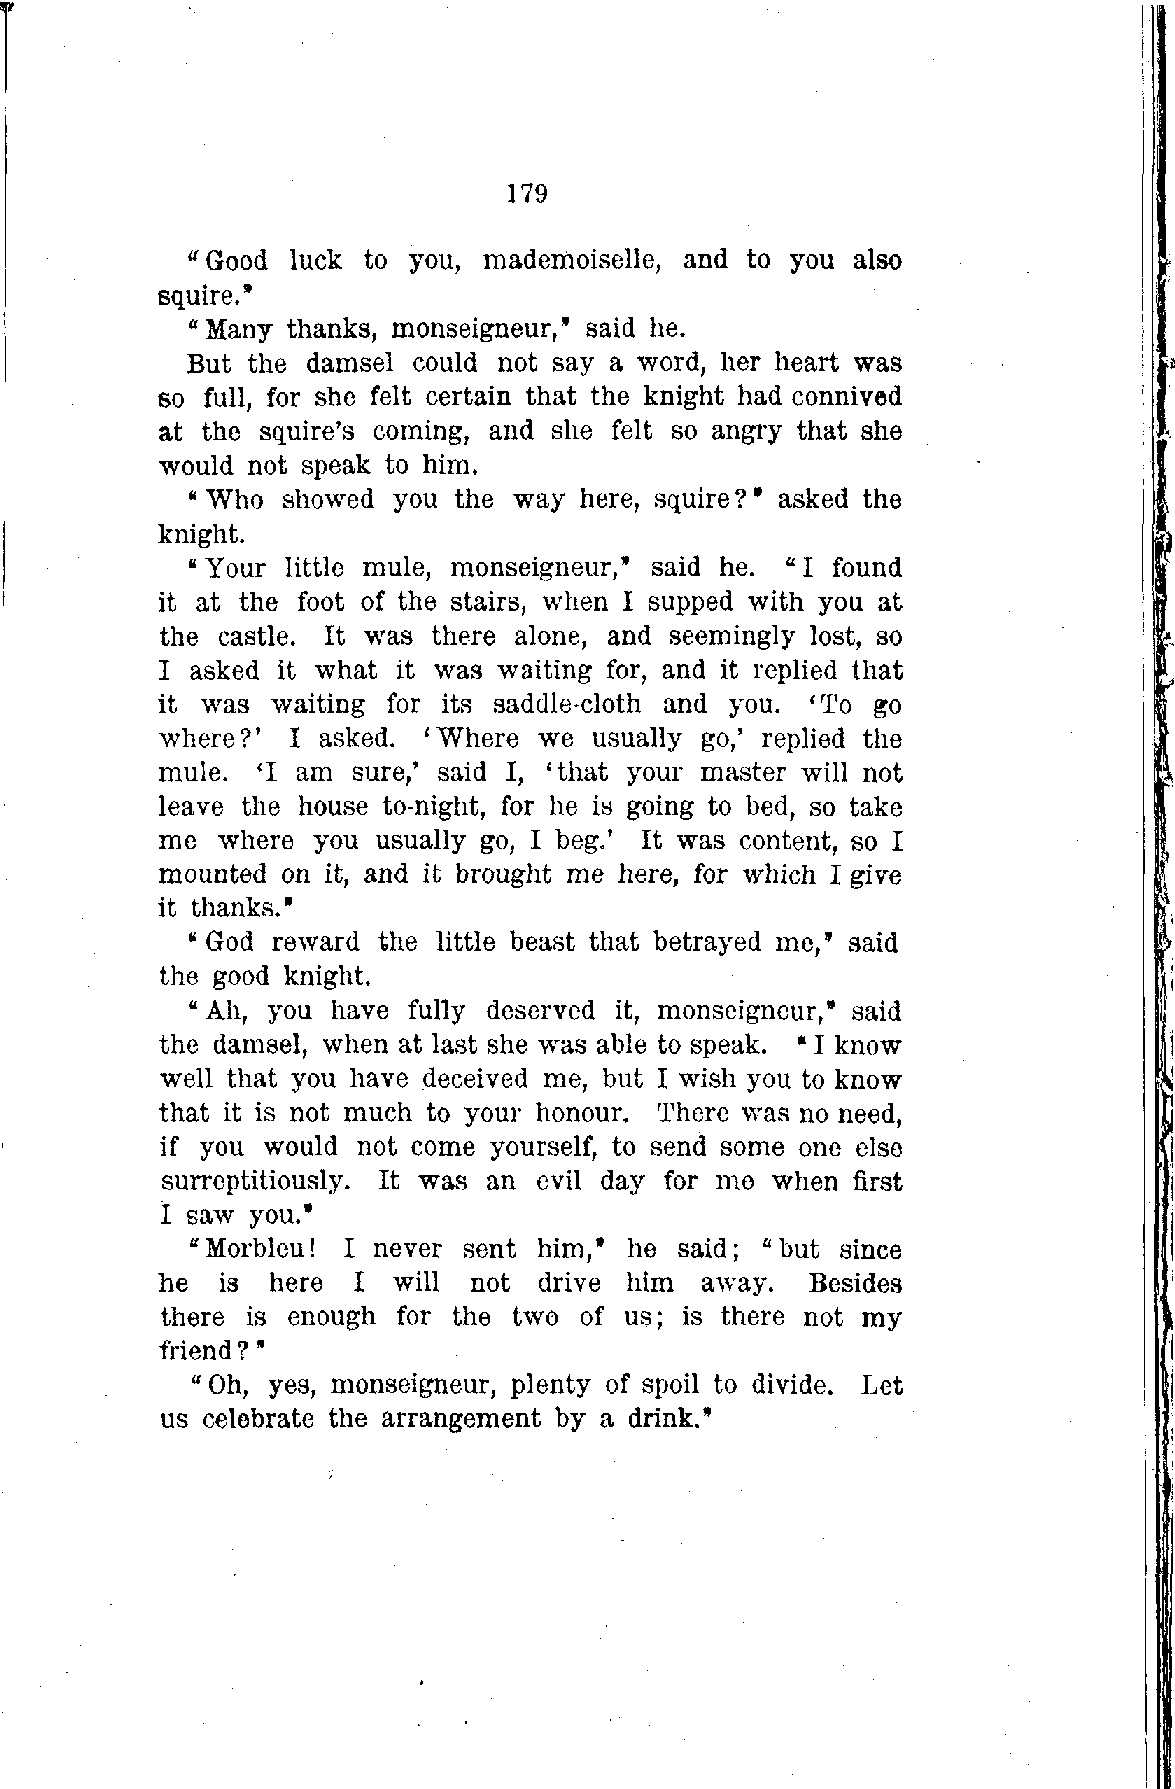 179
"Good luck to you, mademoiselle, and to you also
squire."
"Many thanks, monseigneur," said he.
But the damsel could not say a word, her heart was
so full, for she felt certain that the knight had connived
at the squire's coming, and she felt so angry that she
would not speak to him.
"Who showed you the way here, squire?" asked the
knight.
"Your little mule, monseigneur," said he. "I found
it at the foot of the stairs, when I supped with you at
the castle. It was there alone, and seemingly lost, so
I asked it what it was waiting for, and it replied that
it was waiting for its saddle-cloth and you. 'To go
where?' I asked. 'Where we usually go,' replied the
mule. 'I am sure,' said I, 'that your master will not
leave the house to-night, for he is going to bed, so take
me where you usually go, I beg.' It was content, so I
mounted on it, and it brought me here, for which I give
it thanks."
"God reward the little beast that betrayed me," said
the good knight.
"Ah, you have fully deserved it, monseigneur," said
the damsel, when at last she was able to speak. "I know
well that you have deceived me, but I wish you to know
that it is not much to your honour. There was no need,
if you would not come yourself, to send some one else
surreptitiously. It was an evil day for me when first
I saw you."
"Morbleu! I never sent him," he said; "but since
he is here I will not drive him away. Besides
there is enough for the two of us; is there not my
friend?"
"Oh, yes, monseigneur, plenty of spoil to divide. Let
us celebrate the arrangement by a drink."